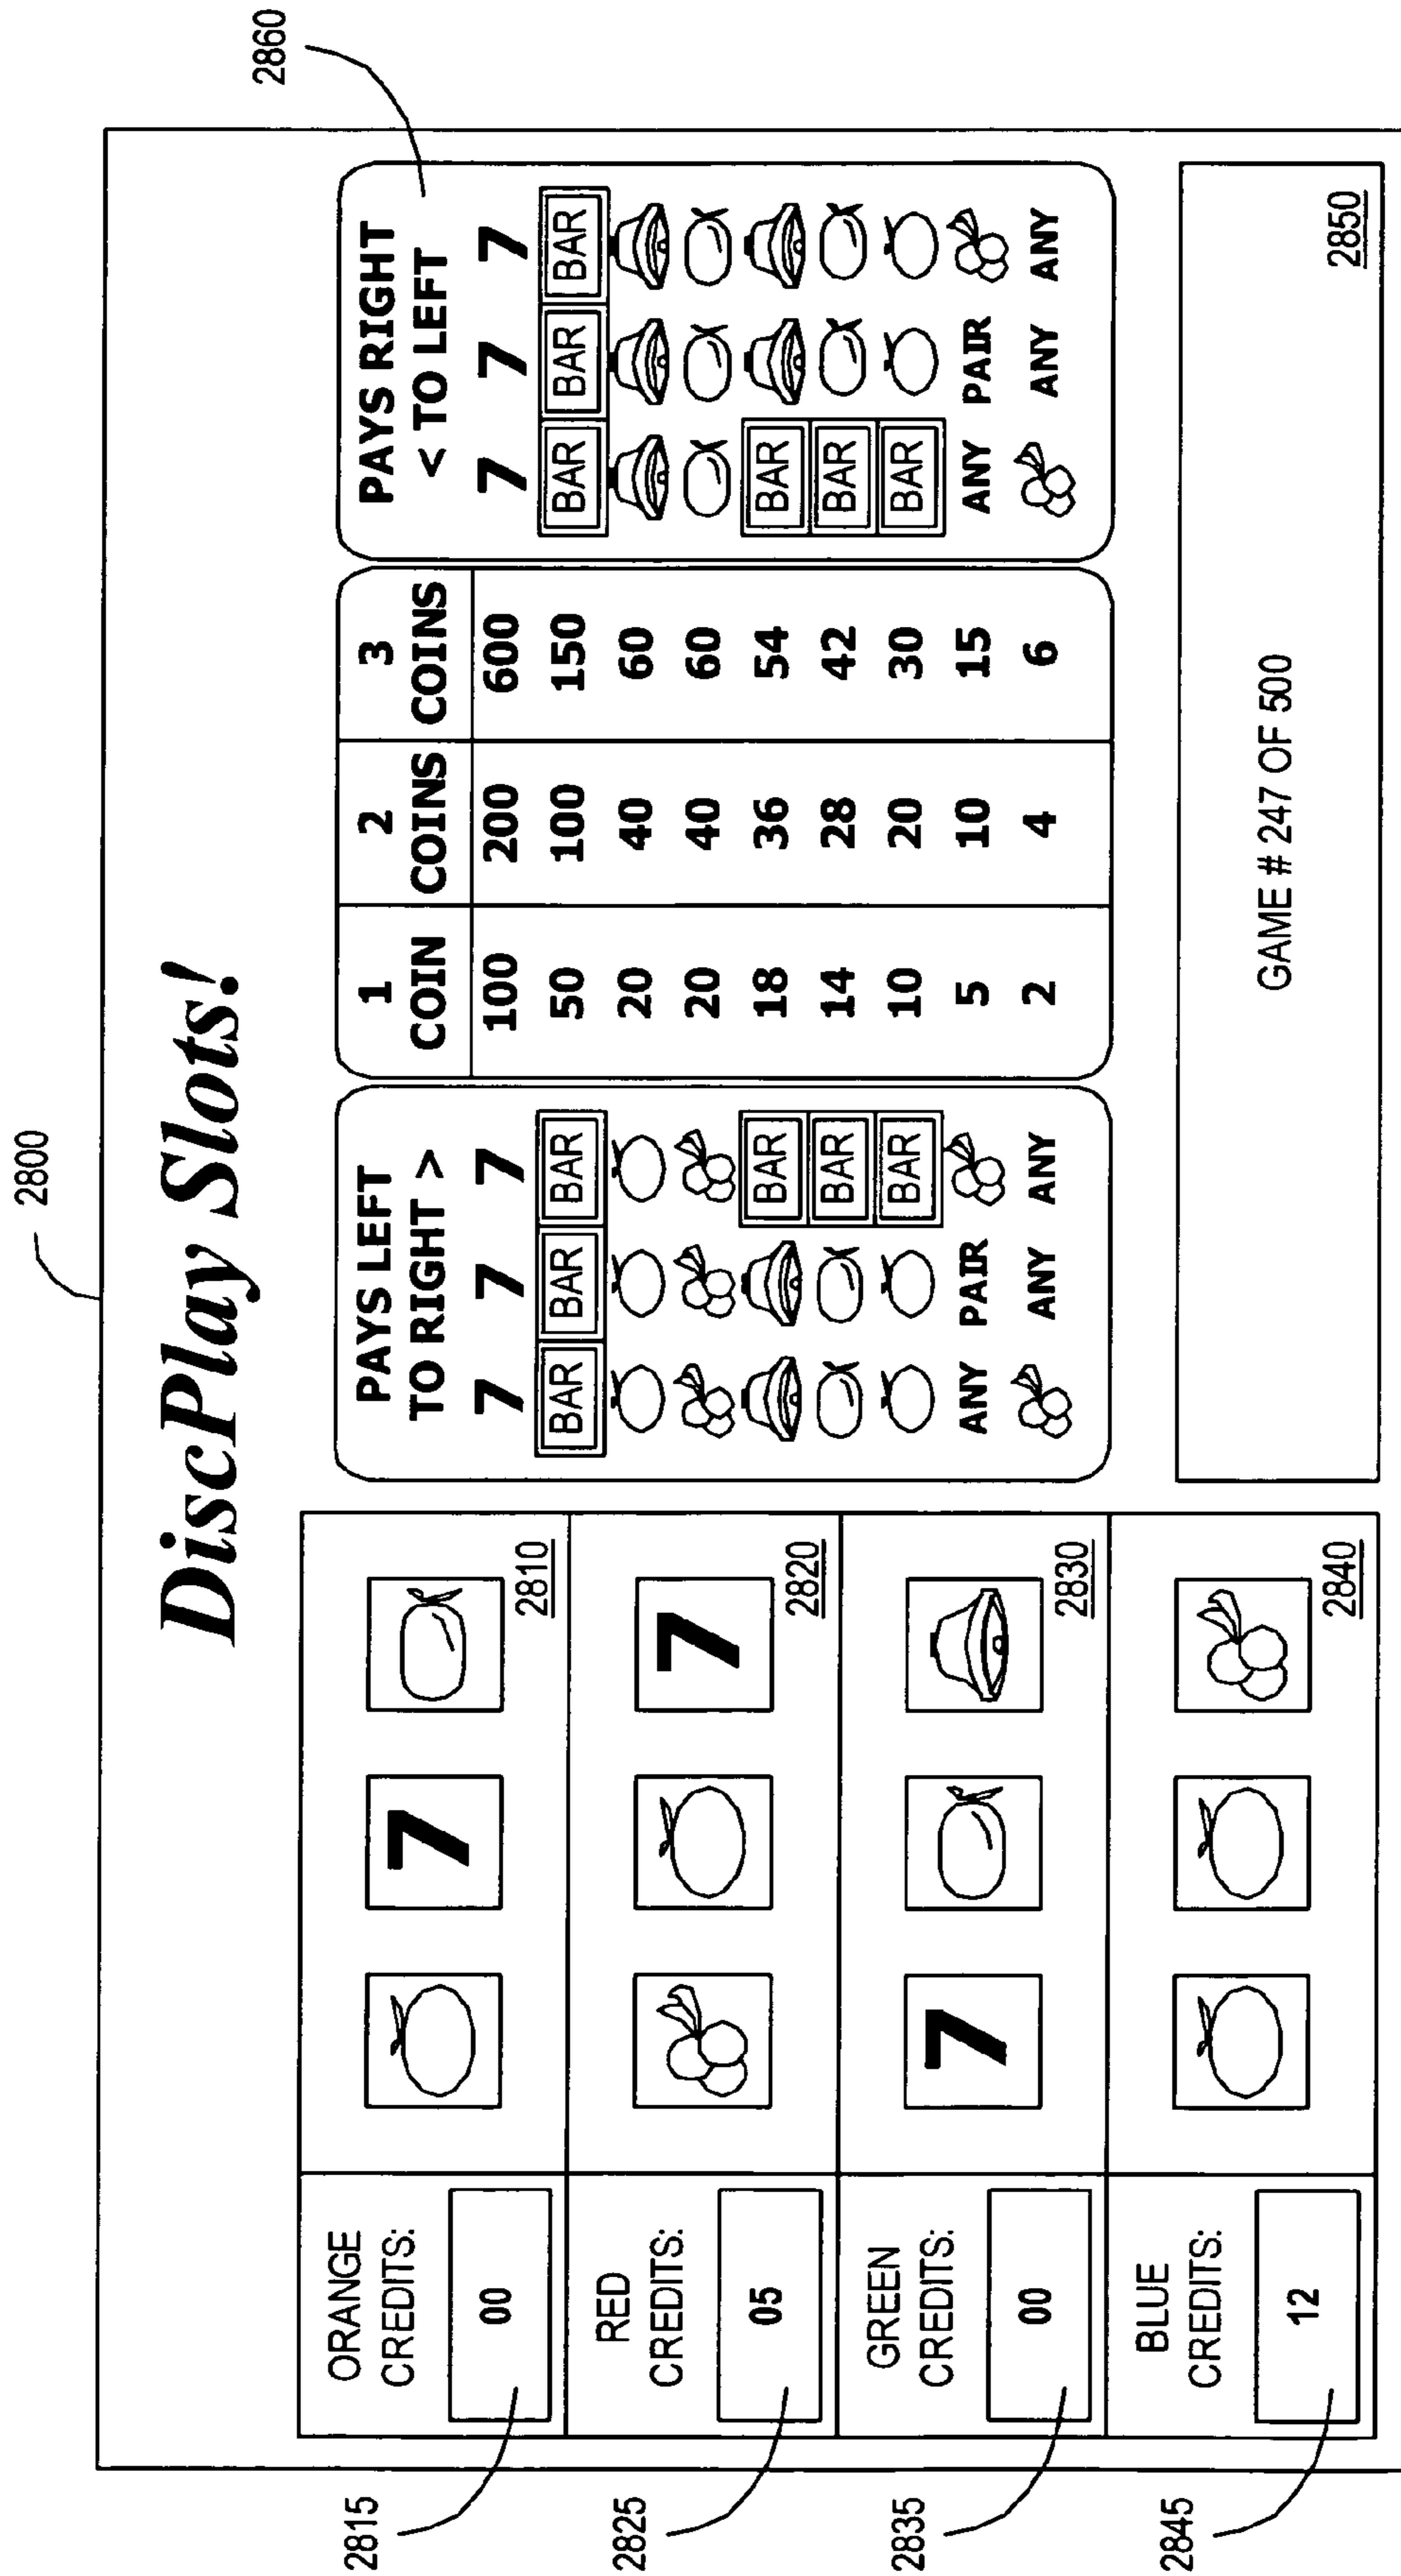 2800
DiscPlay Slots!
2860
2815
ORANGE
CREDITS:
00
7
2810
2825
RED
CREDITS:
05
7
2820
2835
GREEN
CREDITS:
00
7
2830
2845
BLUE
CREDITS:
12
2840
PAYS LEFT
TO RIGHT >
7 7 7
BAR BAR BAR
BAR
BAR
BAR
ANY PAIR
ANY ANY
1 COIN 2 COINS 3 COINS
100 200 600
50 100 150
20 40 60
20 40 60
18 36 54
14 28 42
10 20 30
5 10 15
2 4 6
PAYS RIGHT
< TO LEFT
7 7 7
BAR BAR BAR
BAR
BAR
BAR
ANY PAIR
ANY ANY
GAME # 247 OF 500
2850